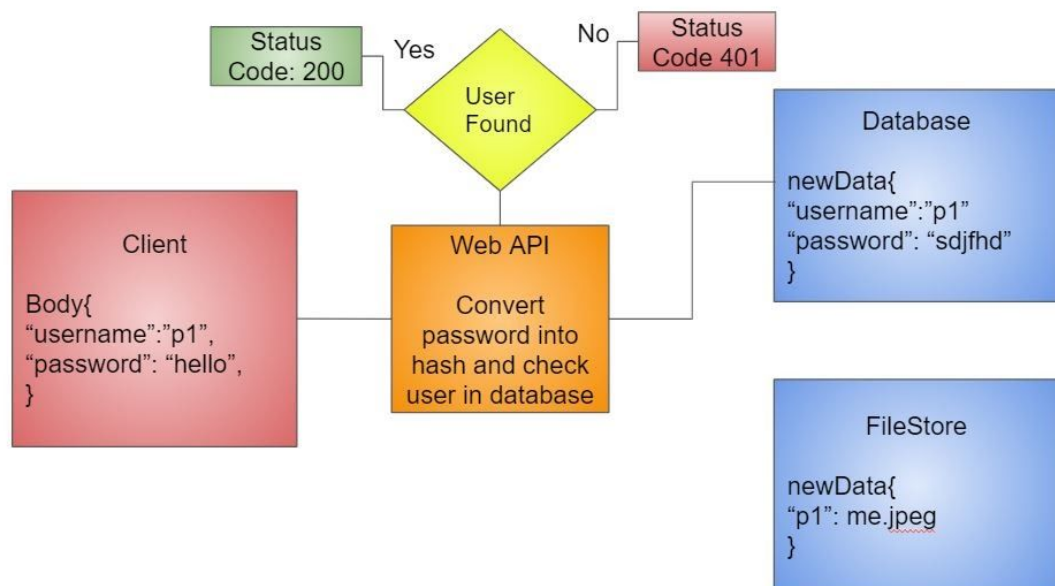 Status
Code: 200
Yes
User
Found
No
Status
Code 401
Client
Body{
“username”:”p1”,
“password”: “hello”,
}
Web API
Convert
password into
hash and check
user in database
Database
newData{
“username”:”p1”
“password”: “sdjfhd”
}
FileStore
newData{
“p1”: me.jpeg
}